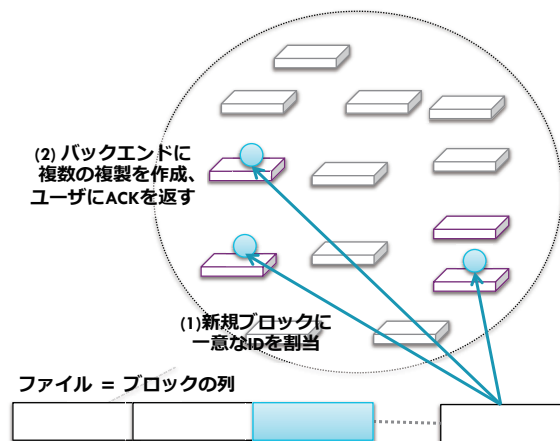 (2) バックエンドに
複数の複製を作成、
ユーザにACKを返す
(1)新規ブロックに
一意なIDを割当
ファイル = ブロックの列